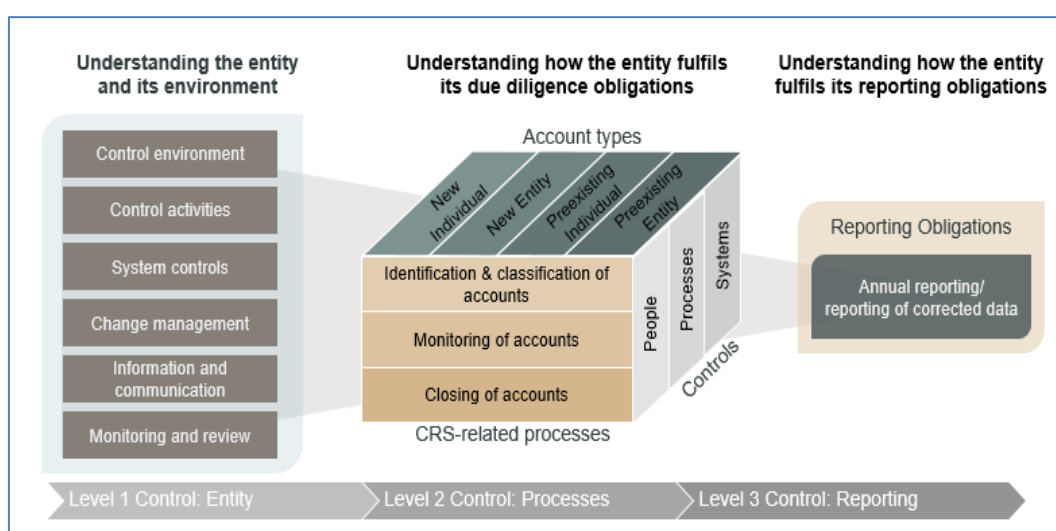 Understanding the entity
and its environment
Understanding how the entity fulfils
its due diligence obligations
Understanding how the entity
fulfils its reporting obligations
Control environment
Control activities
System controls
Change management
Information and
communication
Monitoring and review
Account types
New
Individual
New Entity
Preexisting
Individual
Preexisting
Entity
Identification & classification of
accounts
Monitoring of accounts
Closing of accounts
People
Processes
Systems
Controls
CRS-related processes
Reporting Obligations
Annual reporting/
reporting of corrected data
Level 1 Control: Entity
Level 2 Control: Processes
Level 3 Control: Reporting